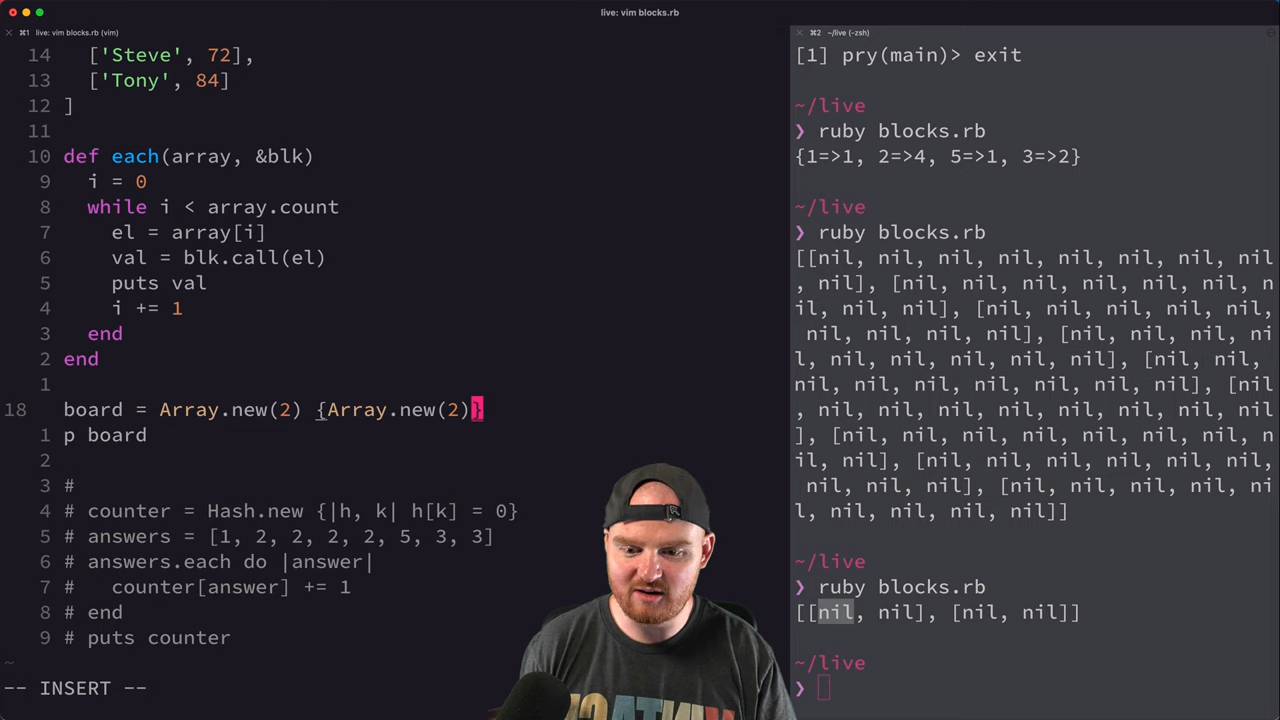 live: vim blocks.rb
⌘1 live: vim blocks.rb (vim)
14 ['Steve', 72],
13 ['Tony', 84]
12 ]
11
10 def each(array, &blk)
9 i = 0
8 while i < array.count
7 el = array[i]
6 val = blk.call(el)
5 puts val
4 i += 1
3 end
2 end
1
18 board = Array.new(2) {Array.new(2)}
1 p board
2
3 #
4 # counter = Hash.new {|h, k| h[k] = 0}
5 # answers = [1, 2, 2, 2, 2, 5, 3, 3]
6 # answers.each do |answer|
7 # counter[answer] += 1
8 # end
9 # puts counter
~
-- INSERT --
⌘2 ~/live (-zsh)
[1] pry(main)> exit
~/live
❯ ruby blocks.rb
{1=>1, 2=>4, 5=>1, 3=>2}
~/live
❯ ruby blocks.rb
[[nil, nil, nil, nil, nil, nil, nil, nil
, nil], [nil, nil, nil, nil, nil, nil, n
il, nil, nil], [nil, nil, nil, nil, nil,
nil, nil, nil, nil], [nil, nil, nil, ni
l, nil, nil, nil, nil, nil], [nil, nil,
nil, nil, nil, nil, nil, nil, nil], [nil
, nil, nil, nil, nil, nil, nil, nil, nil
], [nil, nil, nil, nil, nil, nil, nil, n
il, nil], [nil, nil, nil, nil, nil, nil,
nil, nil, nil], [nil, nil, nil, nil, ni
l, nil, nil, nil, nil]]
~/live
❯ ruby blocks.rb
[[nil, nil], [nil, nil]]
~/live
❯